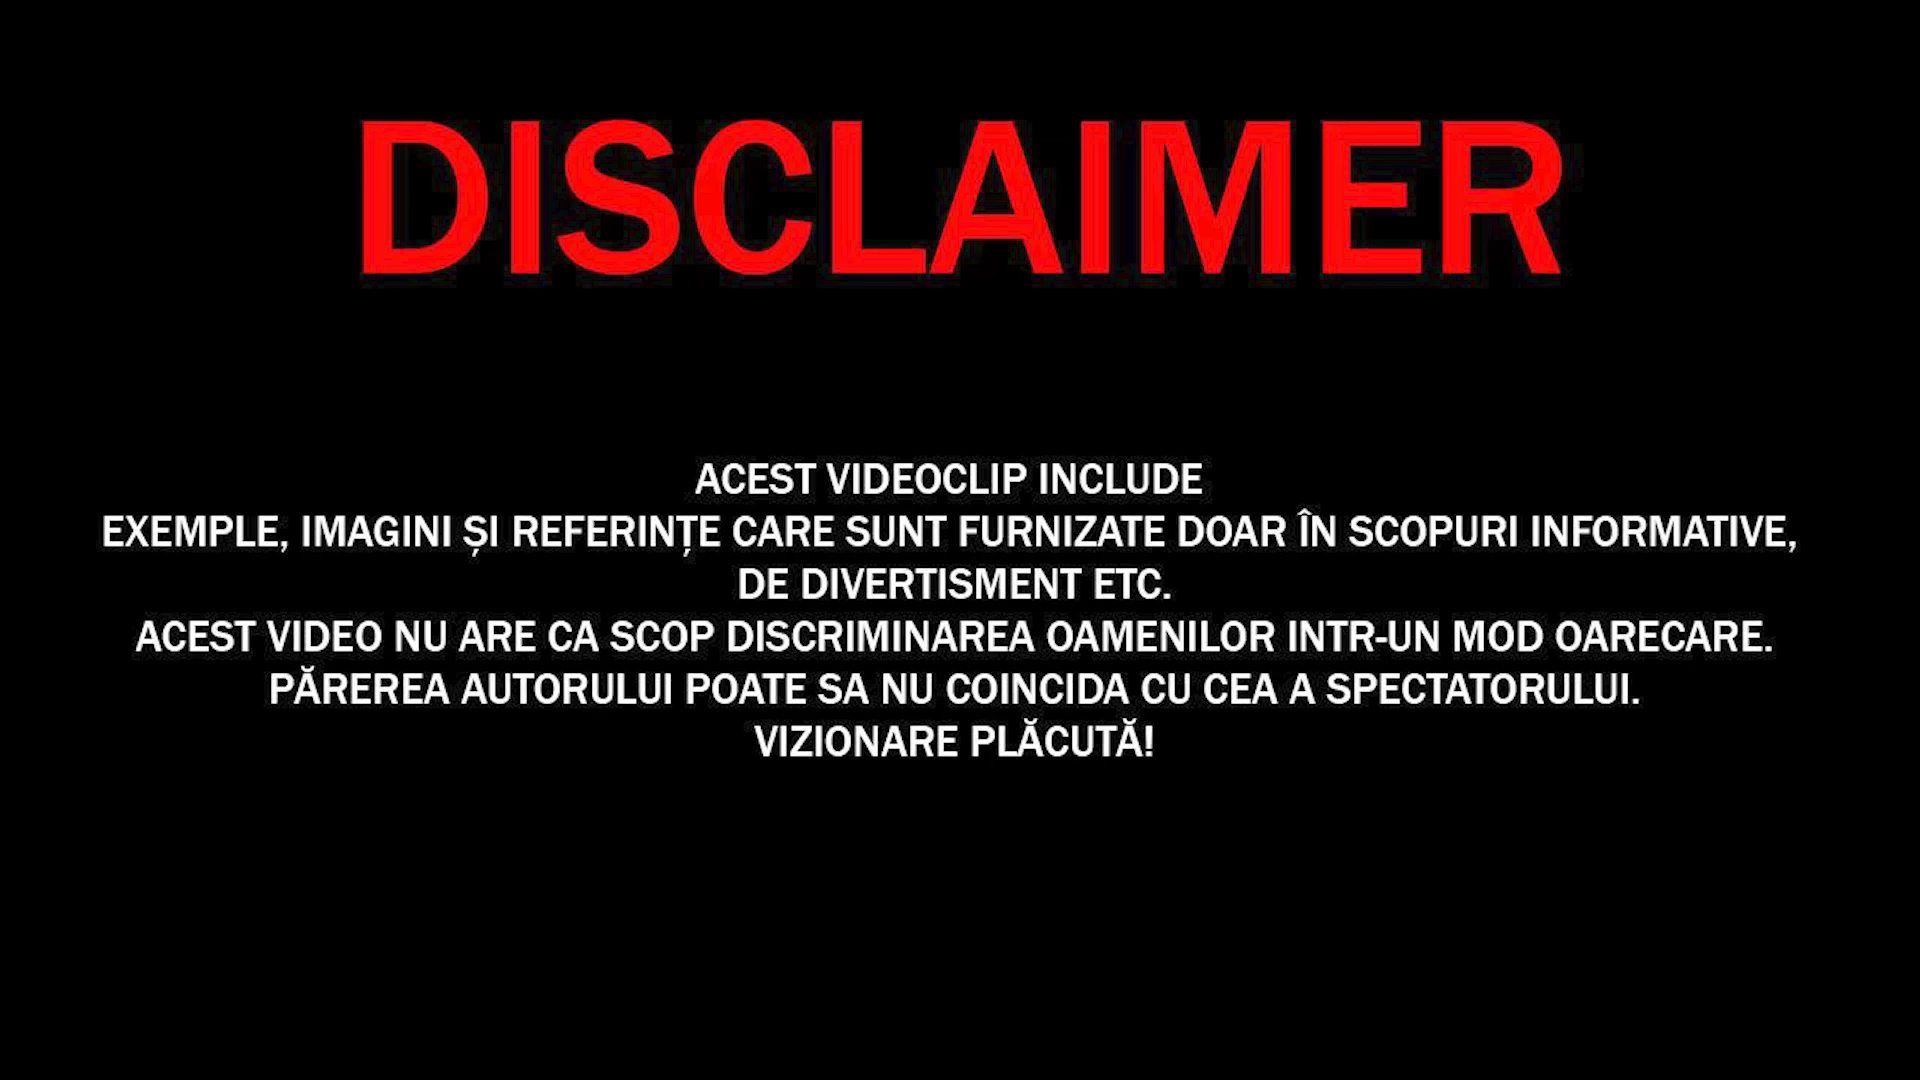 DISCLAIMER
ACEST VIDEOCLIP INCLUDE
EXEMPLE, IMAGINI ȘI REFERINȚE CARE SUNT FURNIZATE DOAR ÎN SCOPURI INFORMATIVE,
DE DIVERTISMENT ETC.
ACEST VIDEO NU ARE CA SCOP DISCRIMINAREA OAMENILOR INTR-UN MOD OARECARE.
PĂREREA AUTORULUI POATE SA NU COINCIDA CU CEA A SPECTATORULUI.
VIZIONARE PLĂCUTĂ!